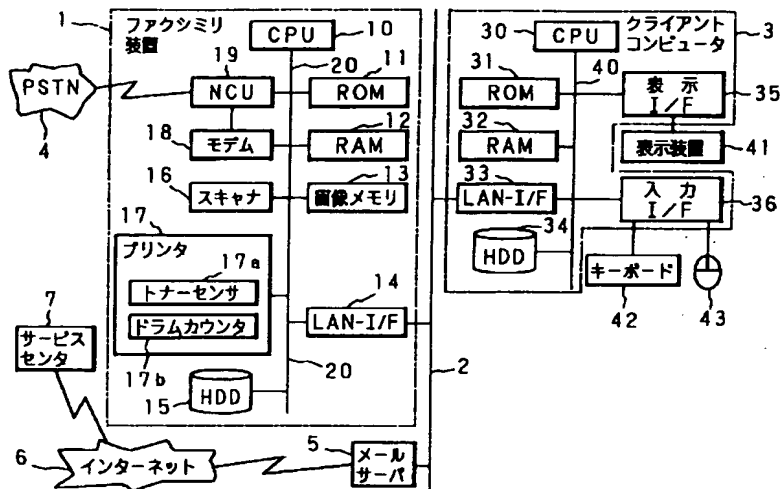 1
ファクシミリ
装置
CPU
10
20
PSTN
4
19
NCU
11
ROM
18
モデム
12
RAM
16
スキャナ
13
画像メモリ
17
プリンタ
17a
トナーセンサ
ドラムカウンタ
17b
14
LAN-I/F
15
HDD
20
7
サービス
センタ
6
インターネット
5
メール
サーバ
2
30
CPU
クライアント
コンピュータ
3
31
ROM
40
表示
I/F
35
32
RAM
表示装置
41
33
LAN-I/F
入力
I/F
36
34
HDD
キーボード
42
43